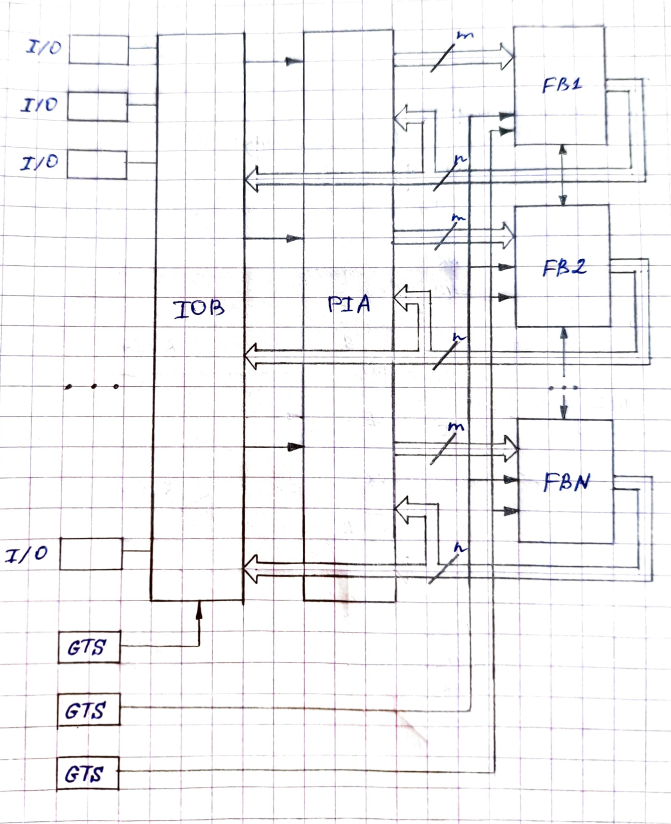 I/O
I/O
I/O
I/O
IOB
PIA
m
FB1
n
m
FB2
n
...
...
m
FBN
n
GTS
GTS
GTS